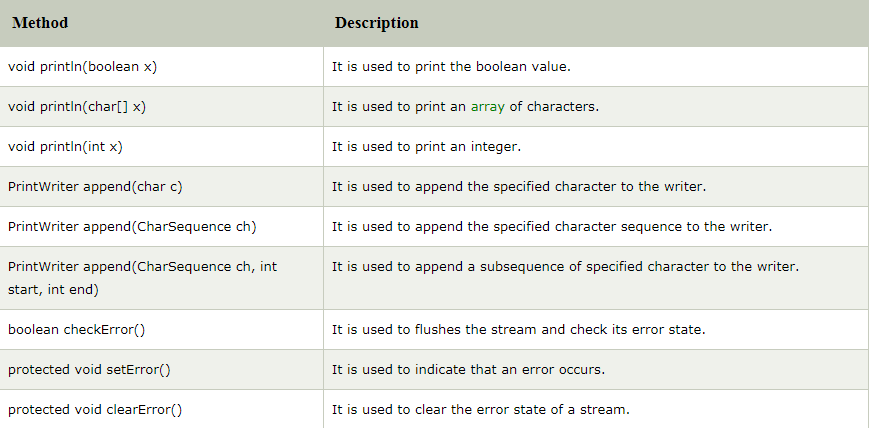 Method Description
void println(boolean x) It is used to print the boolean value.
void println(char[] x) It is used to print an array of characters.
void println(int x) It is used to print an integer.
PrintWriter append(char c) It is used to append the specified character to the writer.
PrintWriter append(CharSequence ch) It is used to append the specified character sequence to the writer.
PrintWriter append(CharSequence ch, int It is used to append a subsequence of specified character to the writer.
start, int end)
boolean checkError() It is used to flushes the stream and check its error state.
protected void setError() It is used to indicate that an error occurs.
protected void clearError() It is used to clear the error state of a stream.